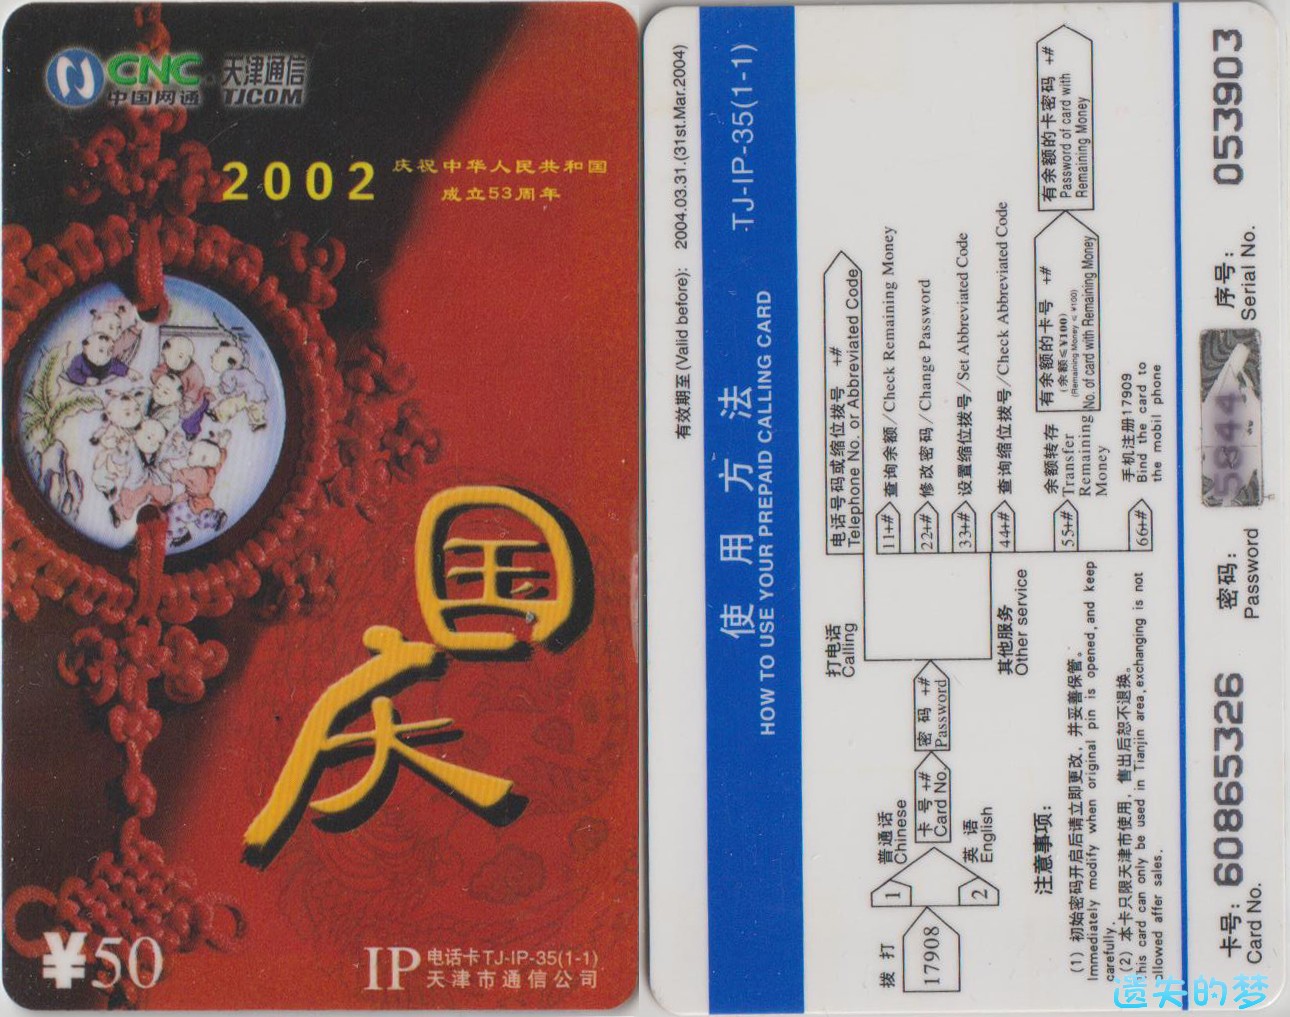 CNC
中国网通
天津通信
TJCOM
2002
庆祝中华人民共和国
成立53周年
国
庆
¥50
IP
电话卡TJ-IP-35(1-1)
天津市通信公司
有效期至(Valid before): 2004.03.31.(31st.Mar.2004)
使用方法 TJ-IP-35(1-1)
HOW TO USE YOUR PREPAID CALLING CARD
拨打
17908
1
普通话
Chinese
2
英语
English
卡号+#
Card No.
密码+#
Password
打电话
Calling
电话号码或缩位拨号 +#
Telephone No. or Abbreviated Code
其他服务
Other service
11+# 查询余额/Check Remaining Money
22+# 修改密码/Change Password
33+# 设置缩位拨号/Set Abbreviated Code
44+# 查询缩位拨号/Check Abbreviated Code
55+#
余额转存
Transfer
Remaining
Money
有余额的卡号 +#
(余额≤¥100)
(Remaining Money ≤ ¥100)
No. of card with Remaining Money
有余额的卡密码 +#
Password of card with
Remaining Money
66+#
手机注册17909
Bind the card to
the mobil phone
注意事项:
(1) 初始密码开启后请立即更改，并妥善保管。
Immediately modify when original pin is opened,and keep
carefully.
(2) 本卡只限天津市使用，售出后恕不退换。
his card can only be used in Tianjin area,exchanging is not
llowed affer sales.
卡号: 60865326
Card No.
密码:
Password
5844
序号: 053903
Serial No.
遗失的梦